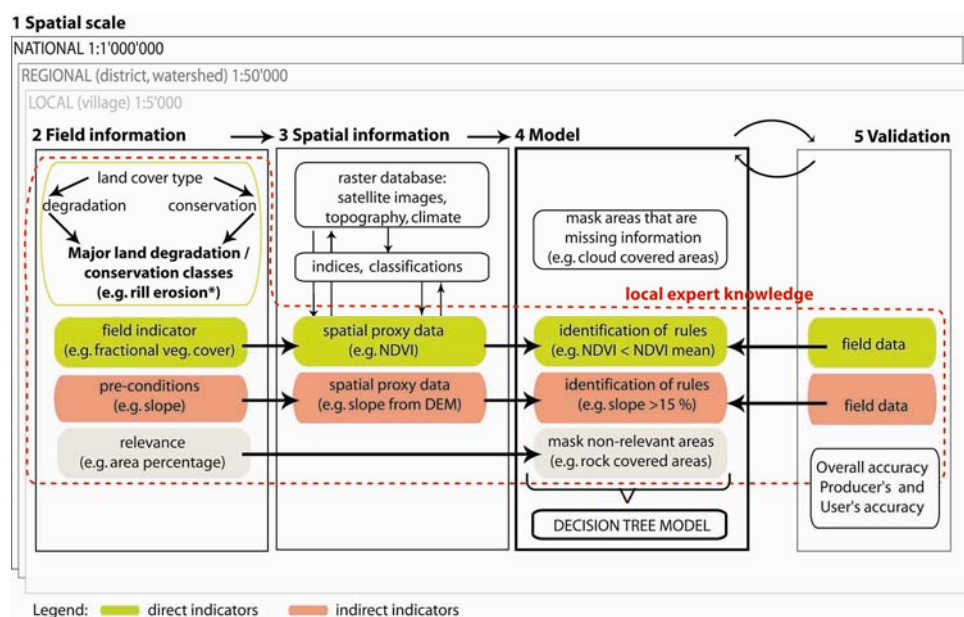 1 Spatial scale
NATIONAL 1:1'000'000
REGIONAL (district, watershed) 1:50'000
LOCAL (village) 1:5'000
2 Field information
3 Spatial information
4 Model
5 Validation
land cover type
degradation
conservation
Major land degradation /
conservation classes
(e.g. rill erosion*)
field indicator
(e.g. fractional veg. cover)
pre-conditions
(e.g. slope)
relevance
(e.g. area percentage)
raster database:
satellite images,
topography, climate
indices, classifications
spatial proxy data
(e.g. NDVI)
spatial proxy data
(e.g. slope from DEM)
mask areas that are
missing information
(e.g. cloud covered areas)
local expert knowledge
identification of rules
(e.g. NDVI < NDVI mean)
identification of rules
(e.g. slope >15 %)
mask non-relevant areas
(e.g. rock covered areas)
DECISION TREE MODEL
field data
field data
Overall accuracy
Producer's and
User's accuracy
Legend:
direct indicators
indirect indicators